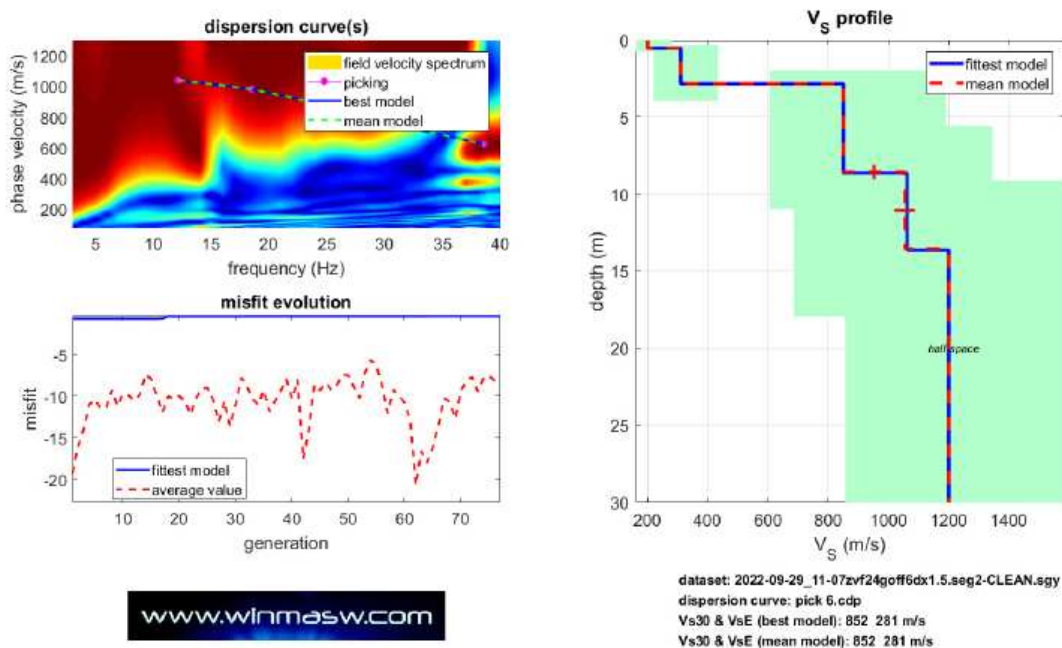 dispersion curve(s)
phase velocity (m/s)
1200
1000
800
600
400
200
field velocity spectrum
picking
best model
mean model
5 10 15 20 25 30 35 40
frequency (Hz)
misfit evolution
misfit
-5
-10
-15
-20
fittest model
average value
10 20 30 40 50 60 70
generation
www.winmasw.com
VS profile
depth (m)
0
5
10
15
20
25
30
fittest model
mean model
half-space
200 400 600 800 1000 1200 1400
VS (m/s)
dataset: 2022-09-29_11-07zvf24goff6dx1.5.seg2-CLEAN.sgy
dispersion curve: pick 6.cdp
Vs30 & VsE (best model): 852 281 m/s
Vs30 & VsE (mean model): 852 281 m/s